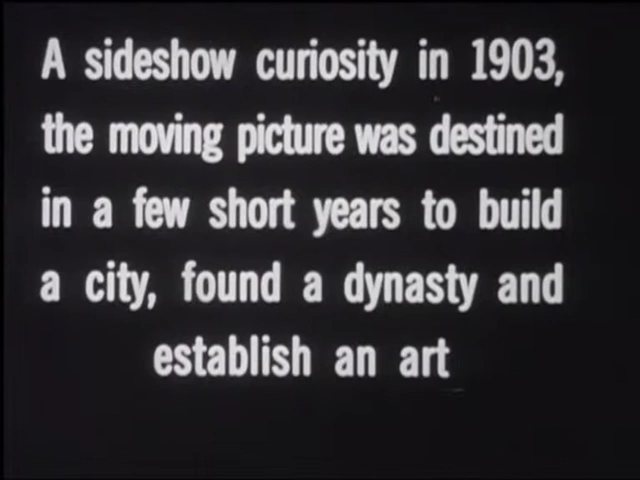 A sideshow curiosity in 1903,
the moving picture was destined
in a few short years to build
a city, found a dynasty and
establish an art